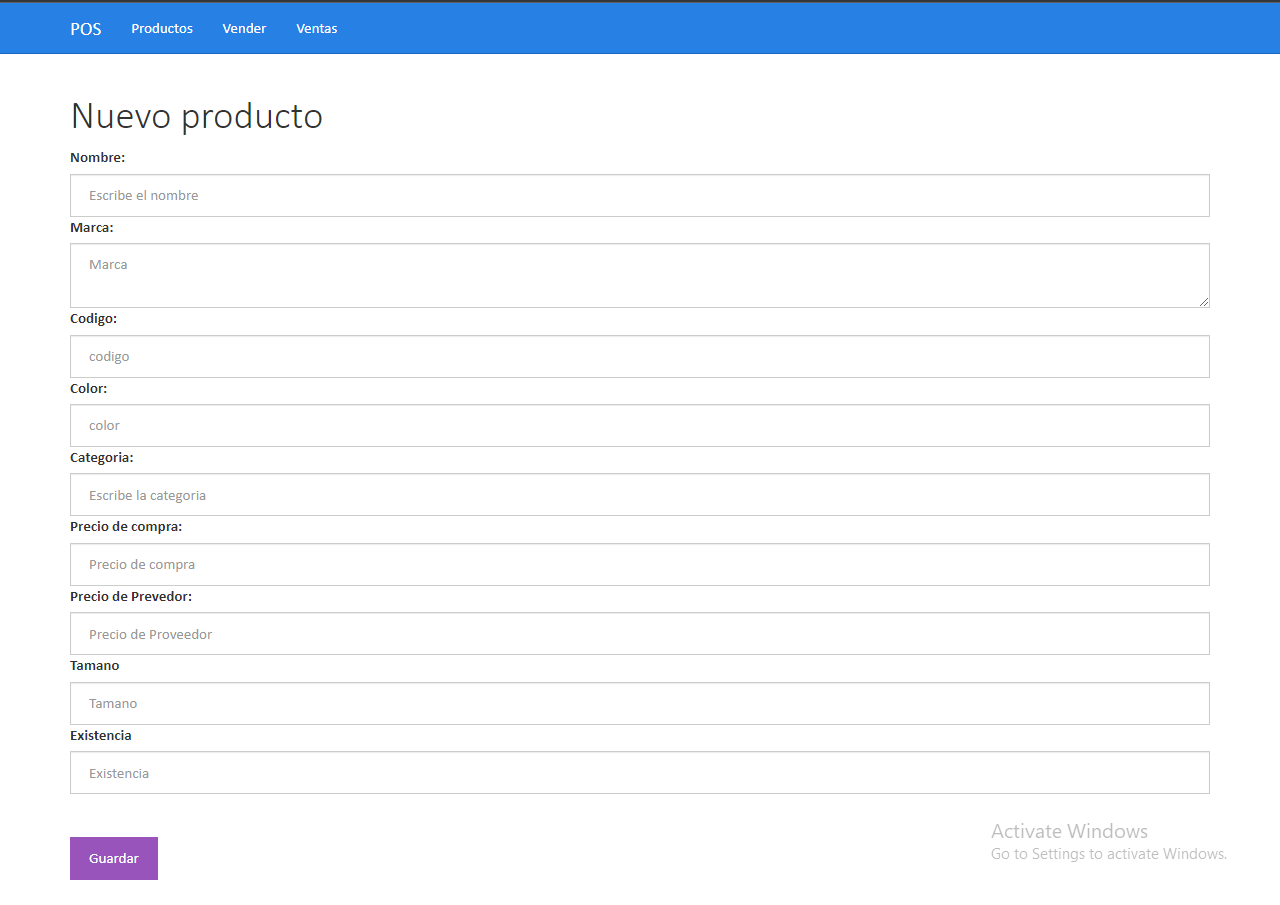 POS Productos Vender Ventas
Nuevo producto
Nombre:
Escribe el nombre
Marca:
Marca
Codigo:
codigo
Color:
color
Categoria:
Escribe la categoria
Precio de compra:
Precio de compra
Precio de Prevedor:
Precio de Proveedor
Tamano
Tamano
Existencia
Existencia
Guardar
Activate Windows
Go to Settings to activate Windows.